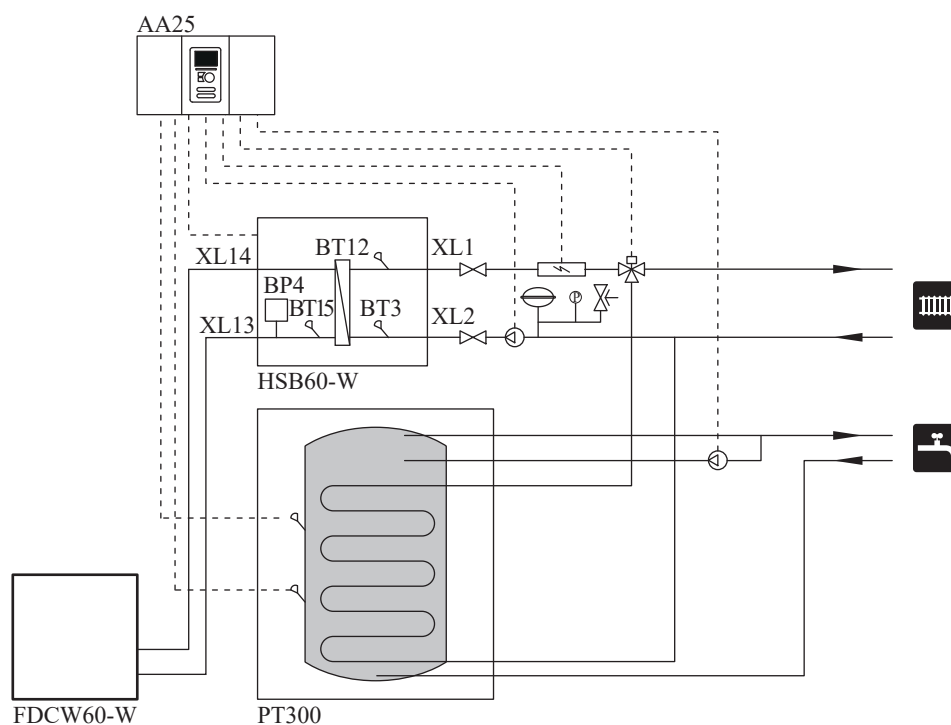 AA25
XL14
BT12
XL1
BP4
BT15
BT3
XL13
XL2
P
HSB60-W
FDCW60-W
PT300